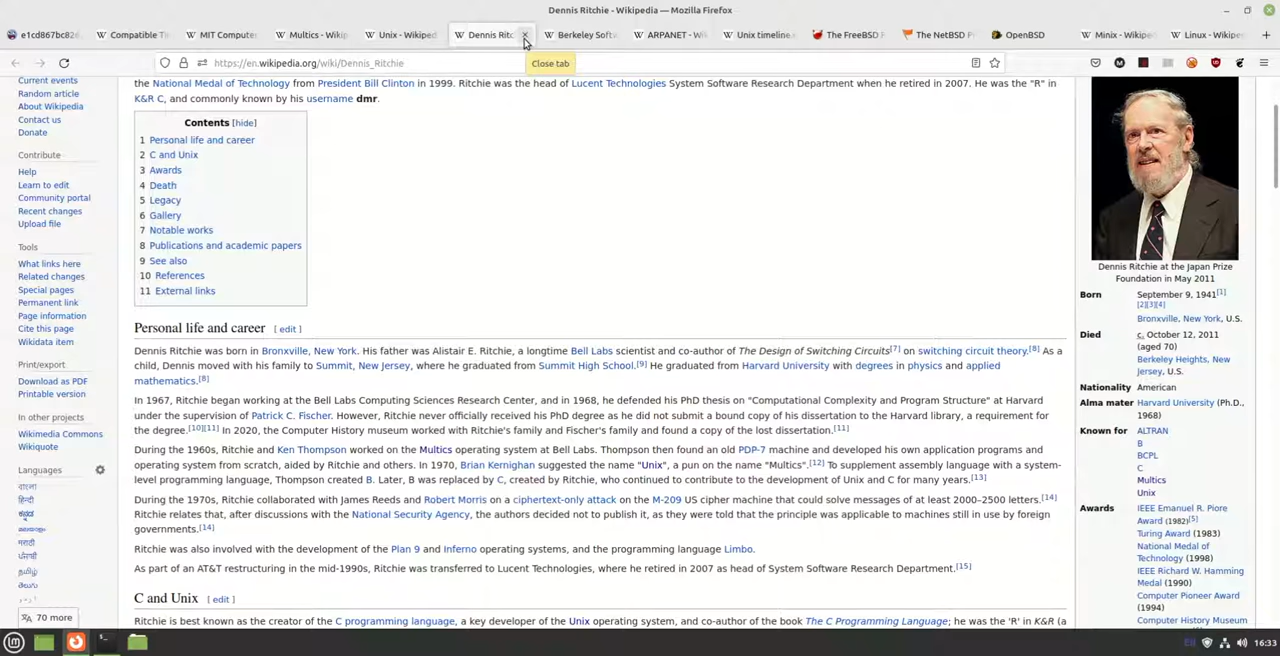 Dennis Ritchie - Wikipedia — Mozilla Firefox
e1cd867bc82
Compatible Ti
MIT Compute
Multics - Wikip
Unix - Wikiped
Dennis Ritc
Berkeley Soft
ARPANET - Wi
Unix timeline.
The FreeBSD F
The NetBSD P
OpenBSD
Minix - Wikipe
Linux - Wikipe
https://en.wikipedia.org/wiki/Dennis_Ritchie
Close tab
Current events
Random article
About Wikipedia
Contact us
Donate
Contribute
Help
Learn to edit
Community portal
Recent changes
Upload file
Tools
What links here
Related changes
Special pages
Permanent link
Page information
Cite this page
Wikidata item
Print/export
Download as PDF
Printable version
In other projects
Wikimedia Commons
Wikiquote
Languages
বাংলা
हिन्दी
ಕನ್ನಡ
മലയാളം
मराठी
ਪੰਜਾਬੀ
தமிழ்
తెలుగు
70 more
the National Medal of Technology from President Bill Clinton in 1999. Ritchie was the head of Lucent Technologies System Software Research Department when he retired in 2007. He was the "R" in
K&R C, and commonly known by his username dmr.
Contents [hide]
1 Personal life and career
2 C and Unix
3 Awards
4 Death
5 Legacy
6 Gallery
7 Notable works
8 Publications and academic papers
9 See also
10 References
11 External links
Personal life and career [ edit ]
Dennis Ritchie was born in Bronxville, New York. His father was Alistair E. Ritchie, a longtime Bell Labs scientist and co-author of The Design of Switching Circuits[7] on switching circuit theory.[8] As a
child, Dennis moved with his family to Summit, New Jersey, where he graduated from Summit High School.[9] He graduated from Harvard University with degrees in physics and applied
mathematics.[8]
In 1967, Ritchie began working at the Bell Labs Computing Sciences Research Center, and in 1968, he defended his PhD thesis on "Computational Complexity and Program Structure" at Harvard
under the supervision of Patrick C. Fischer. However, Ritchie never officially received his PhD degree as he did not submit a bound copy of his dissertation to the Harvard library, a requirement for
the degree.[10][11] In 2020, the Computer History museum worked with Ritchie's family and Fischer's family and found a copy of the lost dissertation.[11]
During the 1960s, Ritchie and Ken Thompson worked on the Multics operating system at Bell Labs. Thompson then found an old PDP-7 machine and developed his own application programs and
operating system from scratch, aided by Ritchie and others. In 1970, Brian Kernighan suggested the name "Unix", a pun on the name "Multics".[12] To supplement assembly language with a system-
level programming language, Thompson created B. Later, B was replaced by C, created by Ritchie, who continued to contribute to the development of Unix and C for many years.[13]
During the 1970s, Ritchie collaborated with James Reeds and Robert Morris on a ciphertext-only attack on the M-209 US cipher machine that could solve messages of at least 2000–2500 letters.[14]
Ritchie relates that, after discussions with the National Security Agency, the authors decided not to publish it, as they were told that the principle was applicable to machines still in use by foreign
governments.[14]
Ritchie was also involved with the development of the Plan 9 and Inferno operating systems, and the programming language Limbo.
As part of an AT&T restructuring in the mid-1990s, Ritchie was transferred to Lucent Technologies, where he retired in 2007 as head of System Software Research Department.[15]
C and Unix [ edit ]
Ritchie is best known as the creator of the C programming language, a key developer of the Unix operating system, and co-author of the book The C Programming Language; he was the 'R' in K&R (a
Dennis Ritchie at the Japan Prize
Foundation in May 2011
Born September 9, 1941[1]
[2][3][4]
Bronxville, New York, U.S.
Died c. October 12, 2011
(aged 70)
Berkeley Heights, New
Jersey, U.S.
Nationality American
Alma mater Harvard University (Ph.D.,
1968)
Known for ALTRAN
B
BCPL
C
Multics
Unix
Awards IEEE Emanuel R. Piore
Award (1982)[5]
Turing Award (1983)
National Medal of
Technology (1998)
IEEE Richard W. Hamming
Medal (1990)
Computer Pioneer Award
(1994)
Computer History Museum
16:33